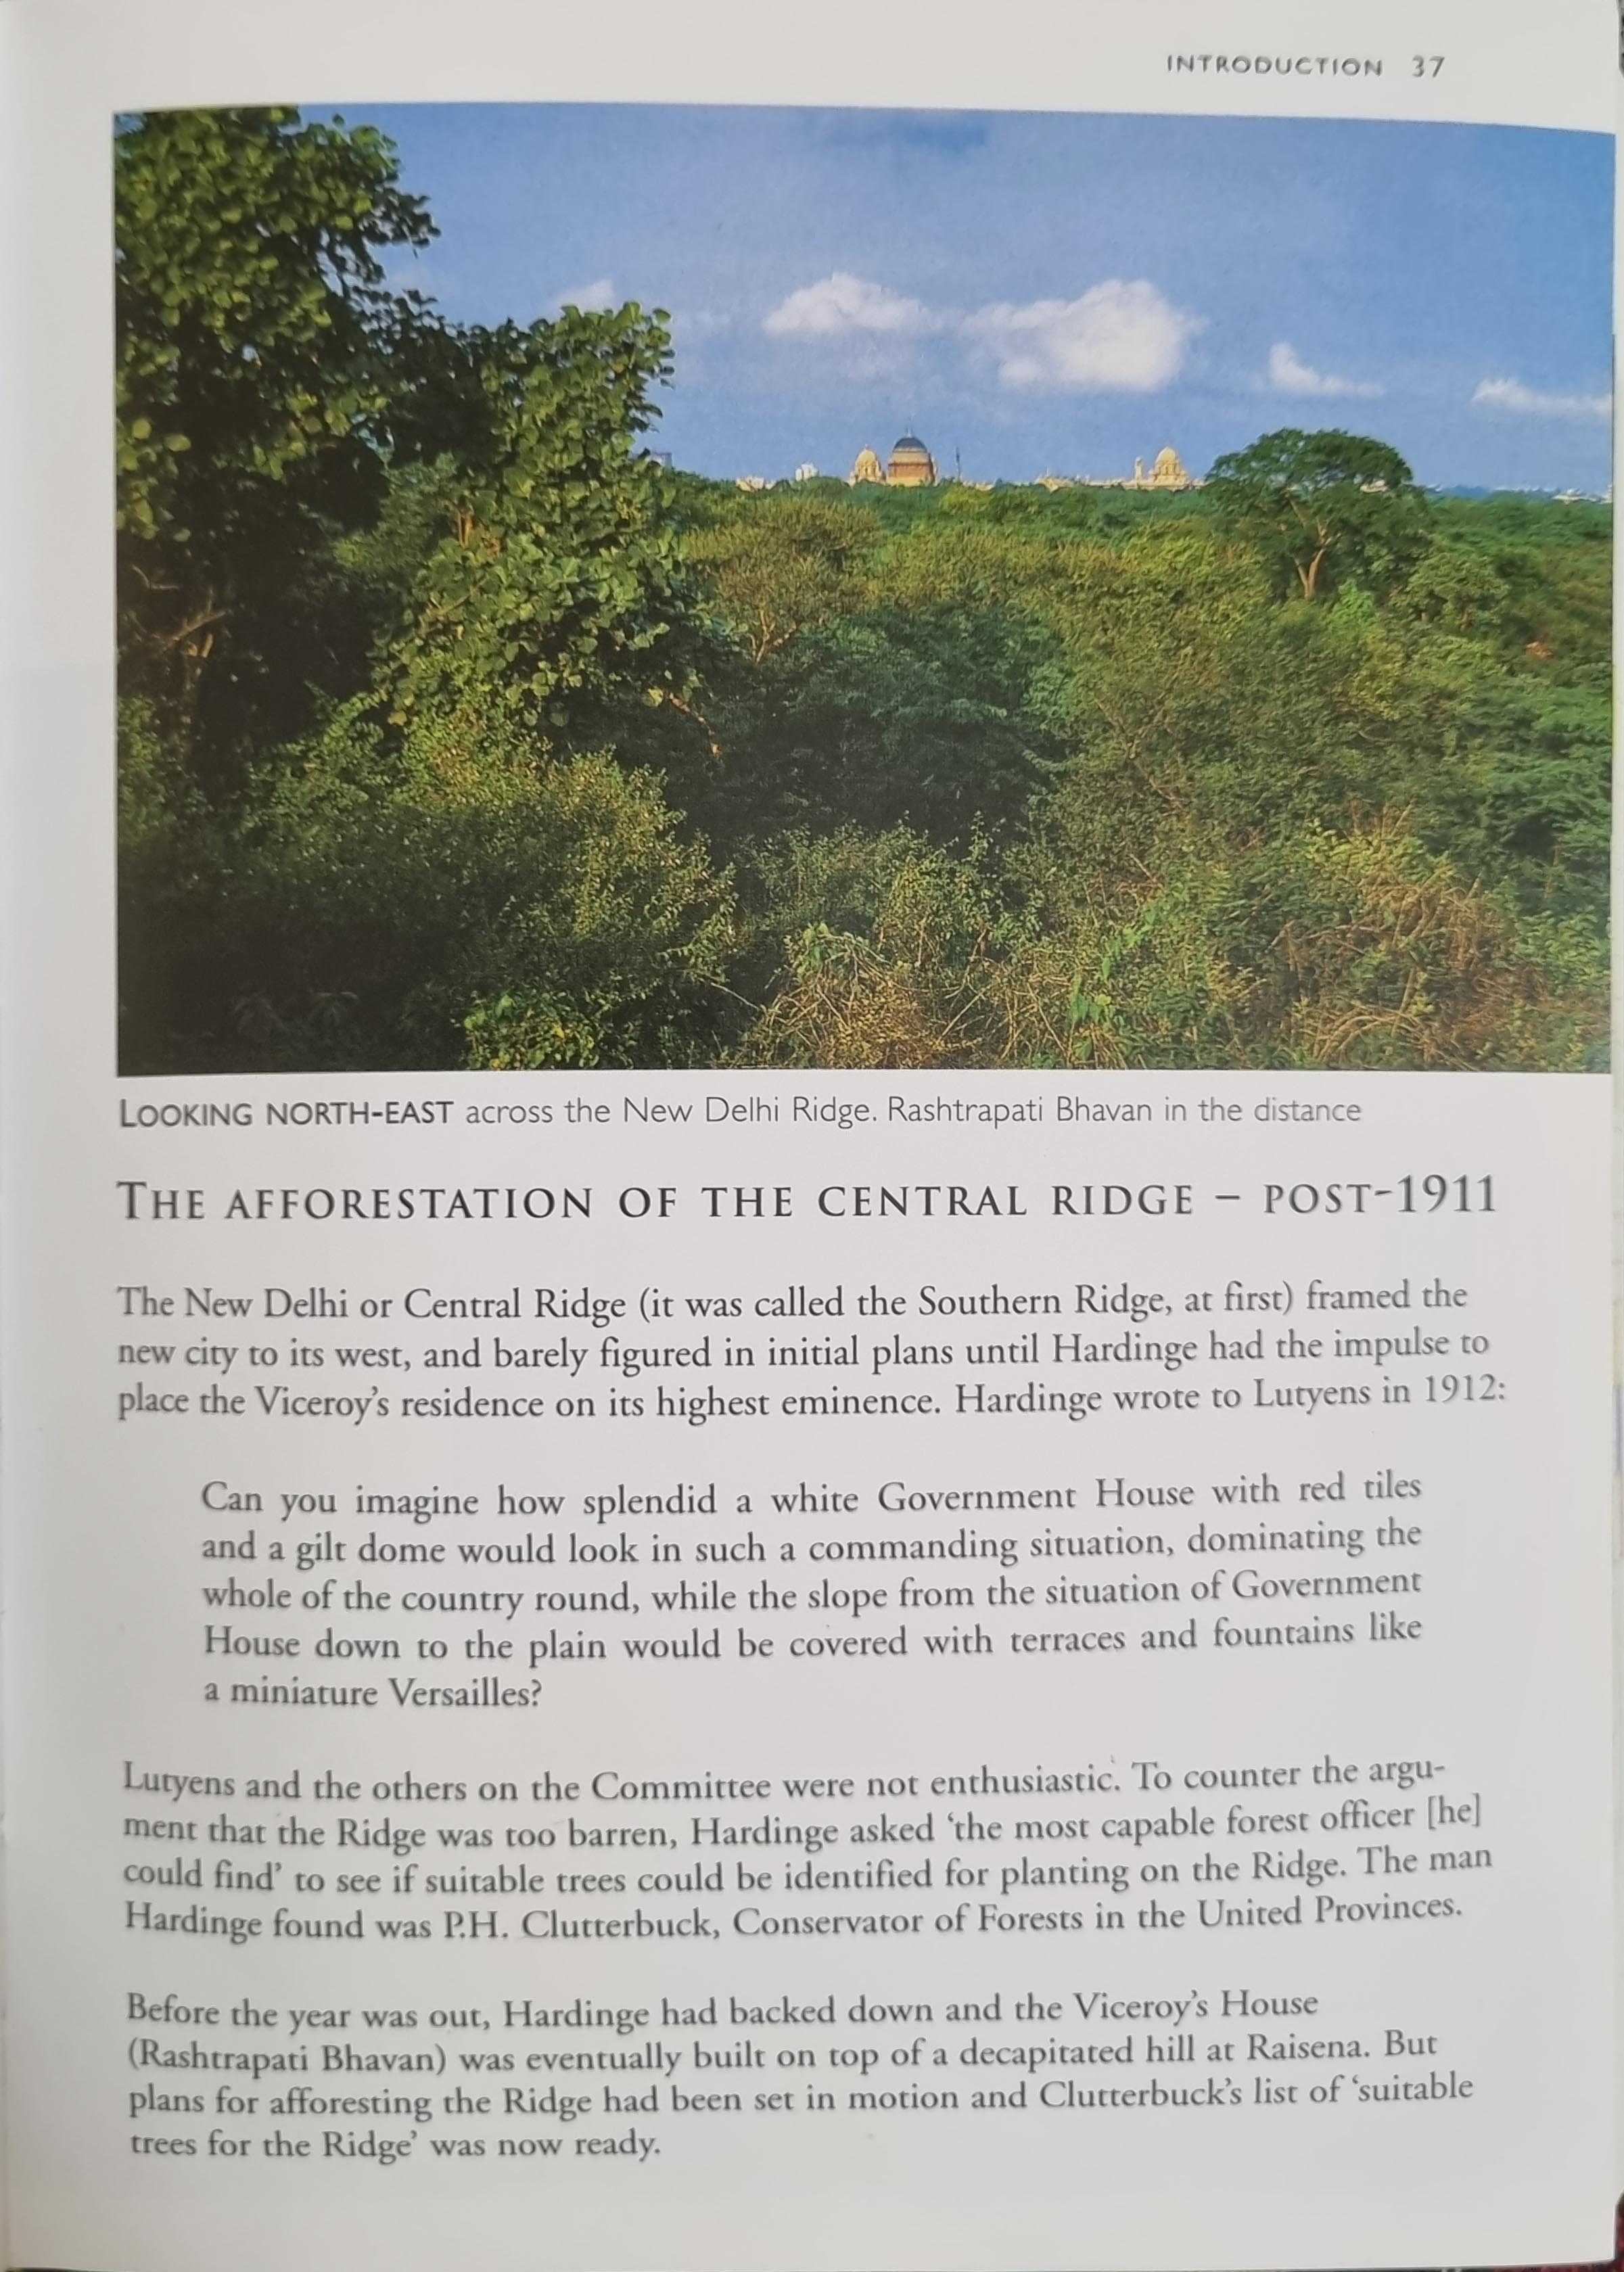 INTRODUCTION 37
LOOKING NORTH-EAST across the New Delhi Ridge. Rashtrapati Bhavan in the distance
THE AFFORESTATION OF THE CENTRAL RIDGE – POST-1911
The New Delhi or Central Ridge (it was called the Southern Ridge, at first) framed the
new city to its west, and barely figured in initial plans until Hardinge had the impulse to
place the Viceroy's residence on its highest eminence. Hardinge wrote to Lutyens in 1912:
Can you imagine how splendid a white Government House with red tiles
and a gilt dome would look in such a commanding situation, dominating the
whole of the country round, while the slope from the situation of Government
House down to the plain would be covered with terraces and fountains like
a miniature Versailles?
Lutyens and the others on the Committee were not enthusiastic. To counter the argu-
ment that the Ridge was too barren, Hardinge asked 'the most capable forest officer [he]
could find' to see if suitable trees could be identified for planting on the Ridge. The man
Hardinge found was P.H. Clutterbuck, Conservator of Forests in the United Provinces.
Before the year was out, Hardinge had backed down and the Viceroy's House
(Rashtrapati Bhavan) was eventually built on top of a decapitated hill at Raisena. But
plans for afforesting the Ridge had been set in motion and Clutterbuck's list of 'suitable
trees for the Ridge' was now ready.